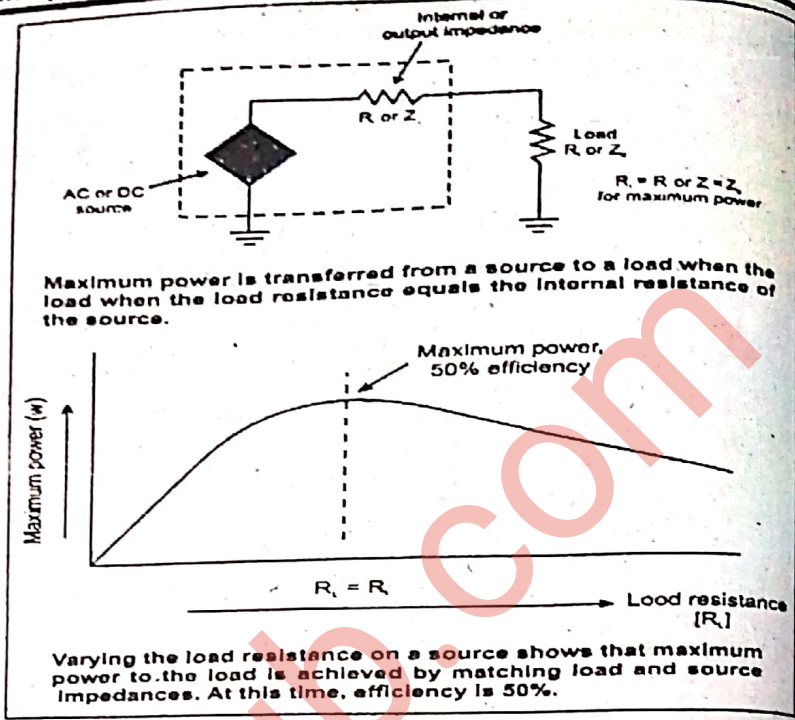 Internal or
output impedance
R or Z
Load
R or Z
AC or DC
source
R = R or Z = Z
for maximum power
Maximum power is transferred from a source to a load when the
load when the load resistance equals the internal resistance of
the source.
Maximum power,
50% efficiency
Maximum power (w)
R = R
Lood resistance
[R]
b.com
Varying the load resistance on a source shows that maximum
power to the load is achieved by matching load and source
impedances. At this time, efficiency is 50%.